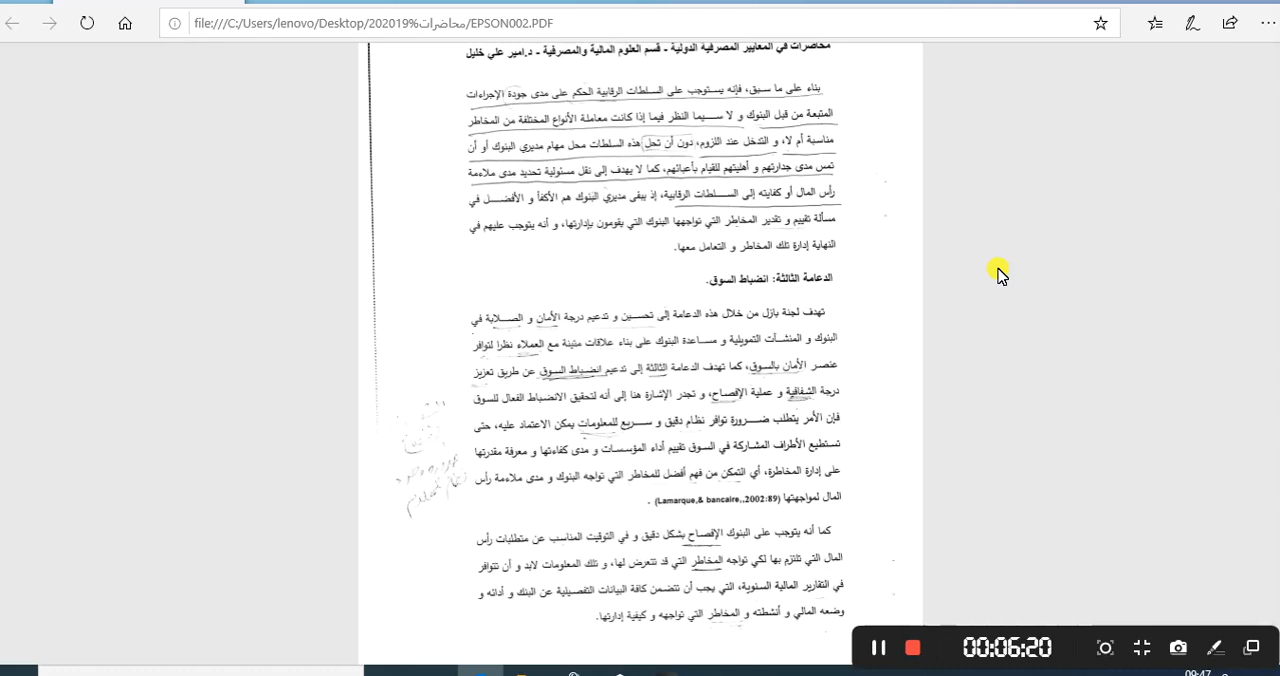 file:///C:/Users/lenovo/Desktop/202019%محاضرات/EPSON002.PDF
محاضرات في المعايير المصرفية الدولية - قسم العلوم المالية والمصرفية - د.امير علي خليل
بناء على ما سبق، فإنه يستوجب على السلطات الرقابية الحكم على مدى جودة الإجراءات
المتبعة من قبل البنوك و لا سيما النظر فيما إذا كانت معاملة الأنواع المختلفة من المخاطر
مناسبة أم لا، و التدخل عند اللزوم، دون أن تحل هذه السلطات محل مهام مديري البنوك أو أن
تمس مدى جدارتهم و أهليتهم للقيام بأعبائهم، كما لا يهدف إلى نقل مسئولية تحديد مدى ملاءمة
رأس المال أو كفايته إلى السلطات الرقابية، إذ يبقى مديري البنوك هم الأكفأ و الأفضل في
مسألة تقييم و تقدير المخاطر التي تواجهها البنوك التي يقومون بإدارتها، و أنه يتوجب عليهم في
النهاية إدارة تلك المخاطر و التعامل معها.
الدعامة الثالثة: انضباط السوق.
تهدف لجنة بازل من خلال هذه الدعامة إلى تحسين و تدعيم درجة الأمان و الصلابة في
البنوك و المنشآت التمويلية و مساعدة البنوك على بناء علاقات متينة مع العملاء نظرا لتوافر
عنصر الأمان بالسوق، كما تهدف الدعامة الثالثة إلى تدعيم انضباط السوق عن طريق تعزيز
درجة الشفافية و عملية الإفصاح، و تجدر الإشارة هنا إلى أنه لتحقيق الانضباط الفعال للسوق
فإن الأمر يتطلب ضرورة توافر نظام دقيق و سريع للمعلومات يمكن الاعتماد عليه، حتى
تستطيع الأطراف المشاركة في السوق تقييم أداء المؤسسات و مدى كفاءتها و معرفة مقدرتها
على إدارة المخاطرة، أي التمكن من فهم أفضل للمخاطر التي تواجه البنوك و مدى ملاءمة رأس
المال لمواجهتها (Lamarque,& bancaire,,2002:89) .
كما أنه يتوجب على البنوك الإفصاح بشكل دقيق و في التوقيت المناسب عن متطلبات رأس
المال التي تلتزم بها لكي تواجه المخاطر التي قد تتعرض لها، و تلك المعلومات لابد و أن تتوافر
في التقارير المالية السنوية، التي يجب أن تتضمن كافة البيانات التفصيلية عن البنك و أدائه و
وضعه المالي و أنشطته و المخاطر التي تواجهه و كيفية إدارتها.
00:06:20
09:47